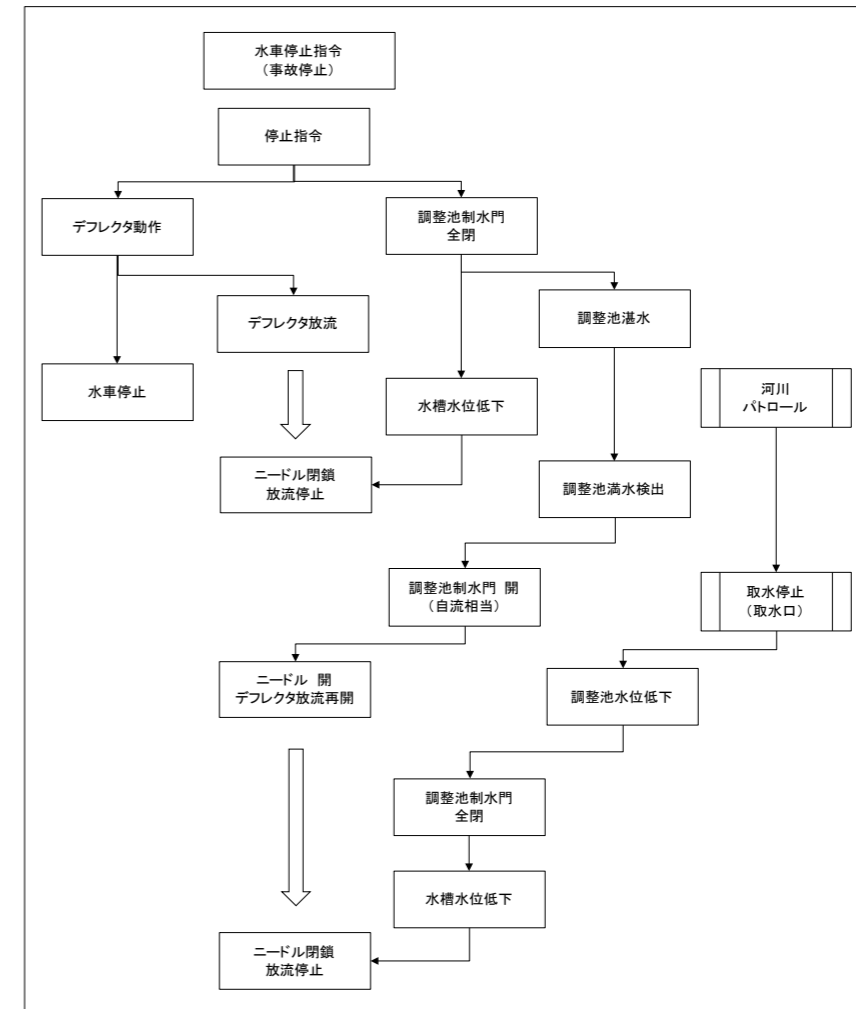 水車停止指令
（事故停止）
停止指令
デフレクタ動作
調整池制水門
全閉
デフレクタ放流
調整池湛水
水車停止
水槽水位低下
河川
パトロール
ニードル閉鎖
放流停止
調整池満水検出
調整池制水門 開
（自流相当）
取水停止
（取水口）
ニードル 開
デフレクタ放流再開
調整池水位低下
調整池制水門
全閉
水槽水位低下
ニードル閉鎖
放流停止